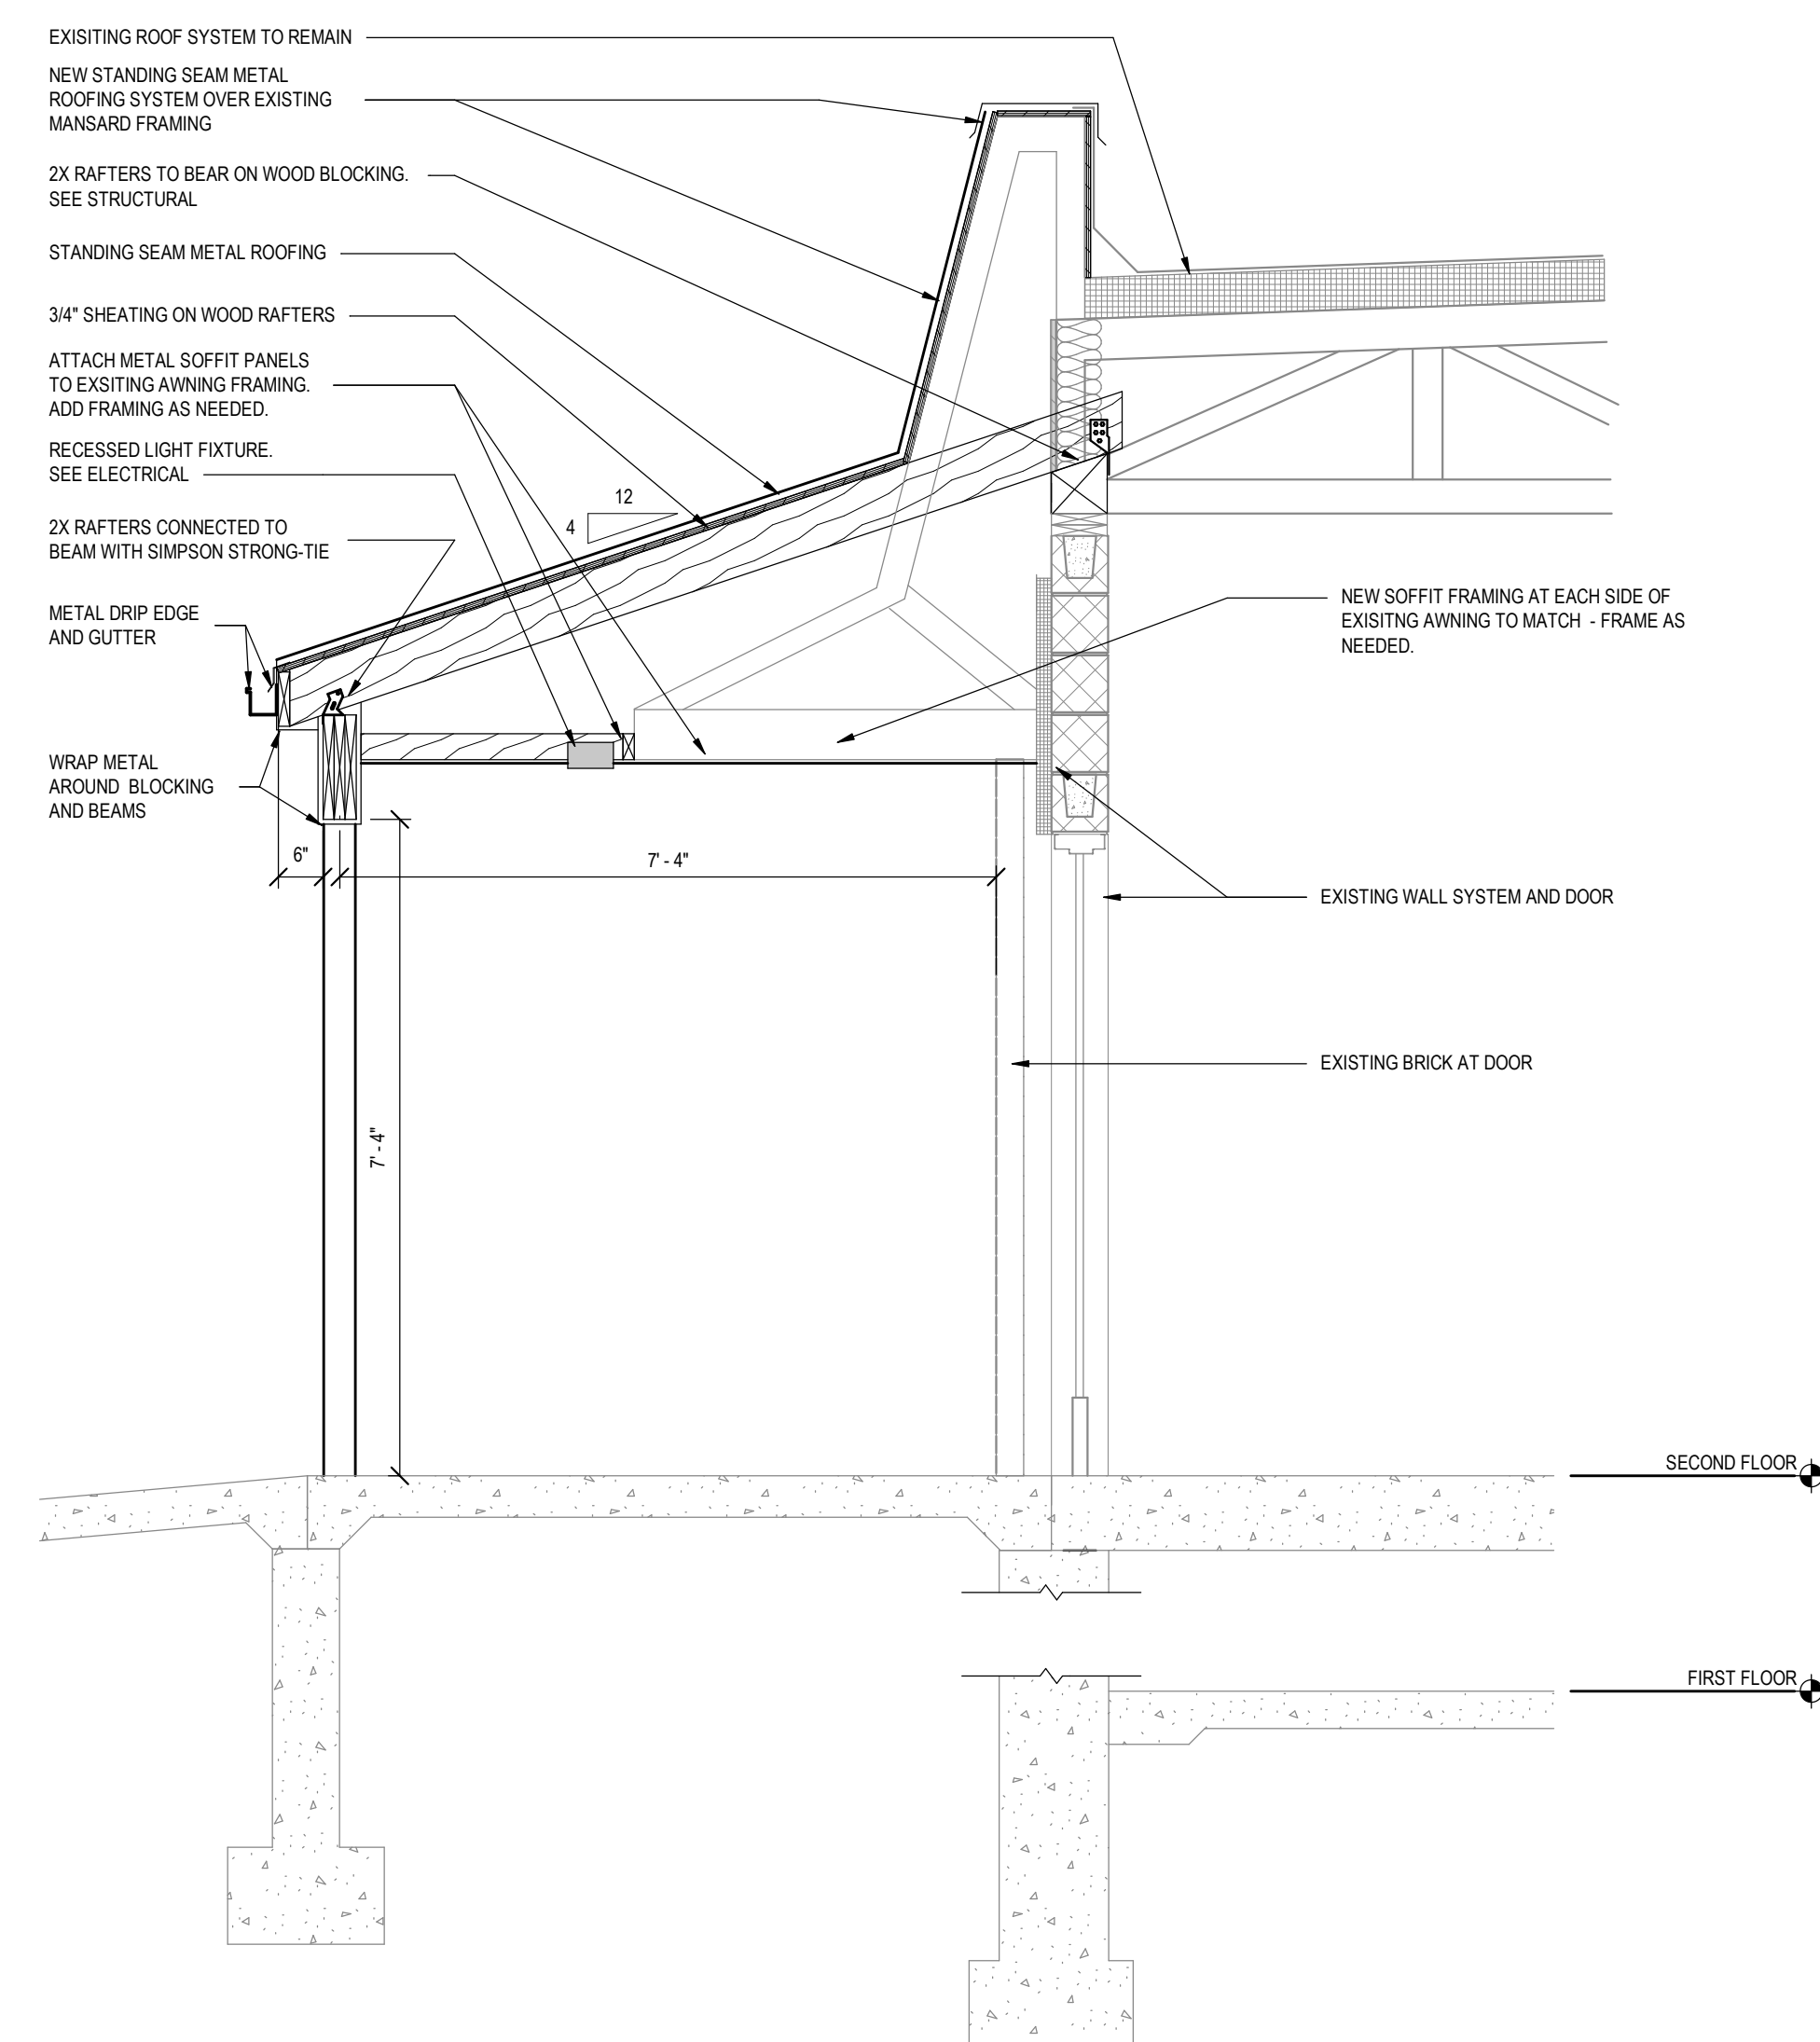 EXISITING ROOF SYSTEM TO REMAIN
NEW STANDING SEAM METAL
ROOFING SYSTEM OVER EXISTING
MANSARD FRAMING
2X RAFTERS TO BEAR ON WOOD BLOCKING.
SEE STRUCTURAL
STANDING SEAM METAL ROOFING
3/4" SHEATING ON WOOD RAFTERS
ATTACH METAL SOFFIT PANELS
TO EXSITING AWNING FRAMING.
ADD FRAMING AS NEEDED.
RECESSED LIGHT FIXTURE.
SEE ELECTRICAL
12
4
2X RAFTERS CONNECTED TO
BEAM WITH SIMPSON STRONG-TIE
METAL DRIP EDGE
AND GUTTER
NEW SOFFIT FRAMING AT EACH SIDE OF
EXISITNG AWNING TO MATCH - FRAME AS
NEEDED.
WRAP METAL
AROUND BLOCKING
AND BEAMS
6"
7' - 4"
EXISTING WALL SYSTEM AND DOOR
EXISTING BRICK AT DOOR
7' - 4"
SECOND FLOOR
FIRST FLOOR